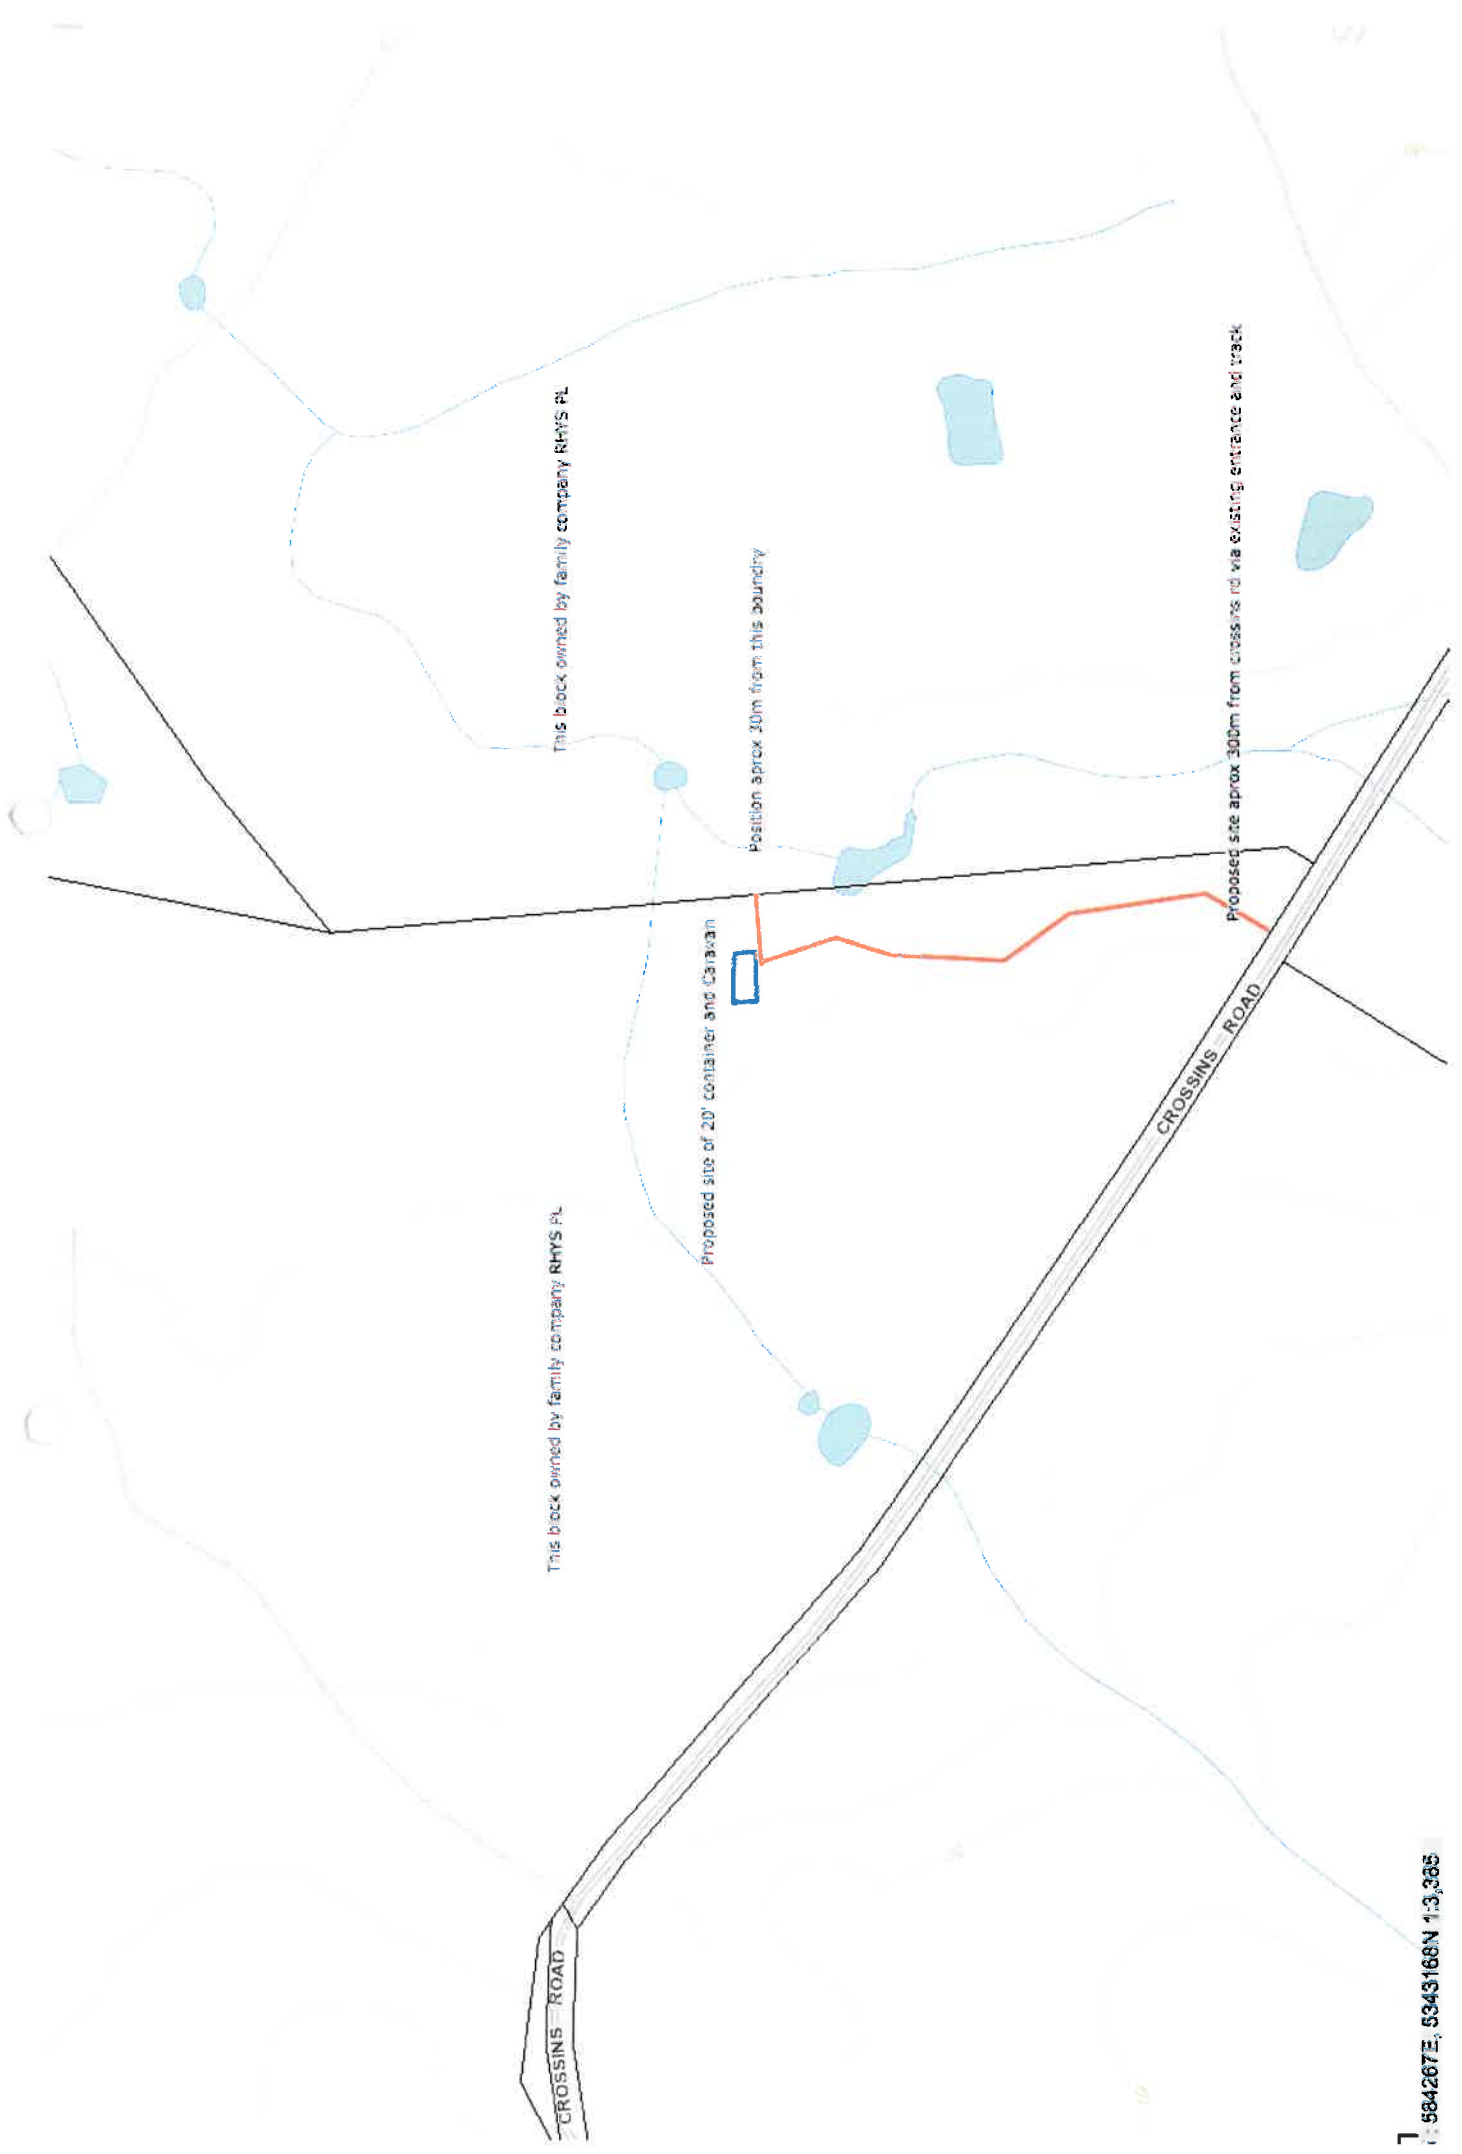 This block owned by family company RHYS PL
This block owned by family company RHYS PL
Proposed site of 20' container and Caravan
Position aprox 30m from this boundry
CROSSINS ROAD
CROSSINS ROAD
Proposed site aprox 300m from crossins rd via existing entrance and track
: 584267E, 5343168N 1:3,385